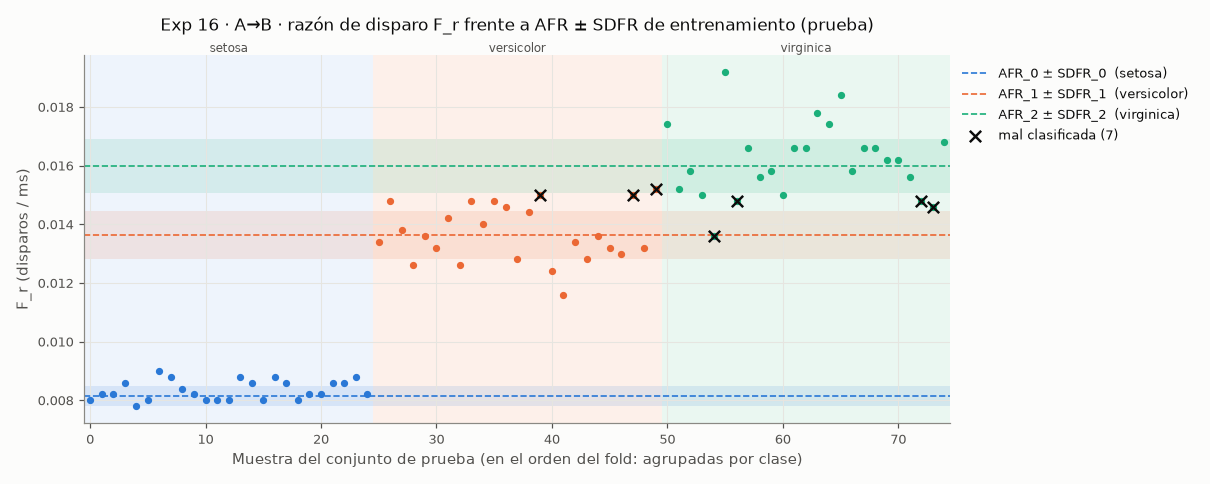 Exp 16 · A→B · razón de disparo F_r frente a AFR ± SDFR de entrenamiento (prueba)
setosa
versicolor
virginica
AFR_0 ± SDFR_0 (setosa)
AFR_1 ± SDFR_1 (versicolor)
AFR_2 ± SDFR_2 (virginica)
mal clasificada (7)
F_r (disparos / ms)
0.018
0.016
0.014
0.012
0.010
0.008
0
10
20
30
40
50
60
70
Muestra del conjunto de prueba (en el orden del fold: agrupadas por clase)